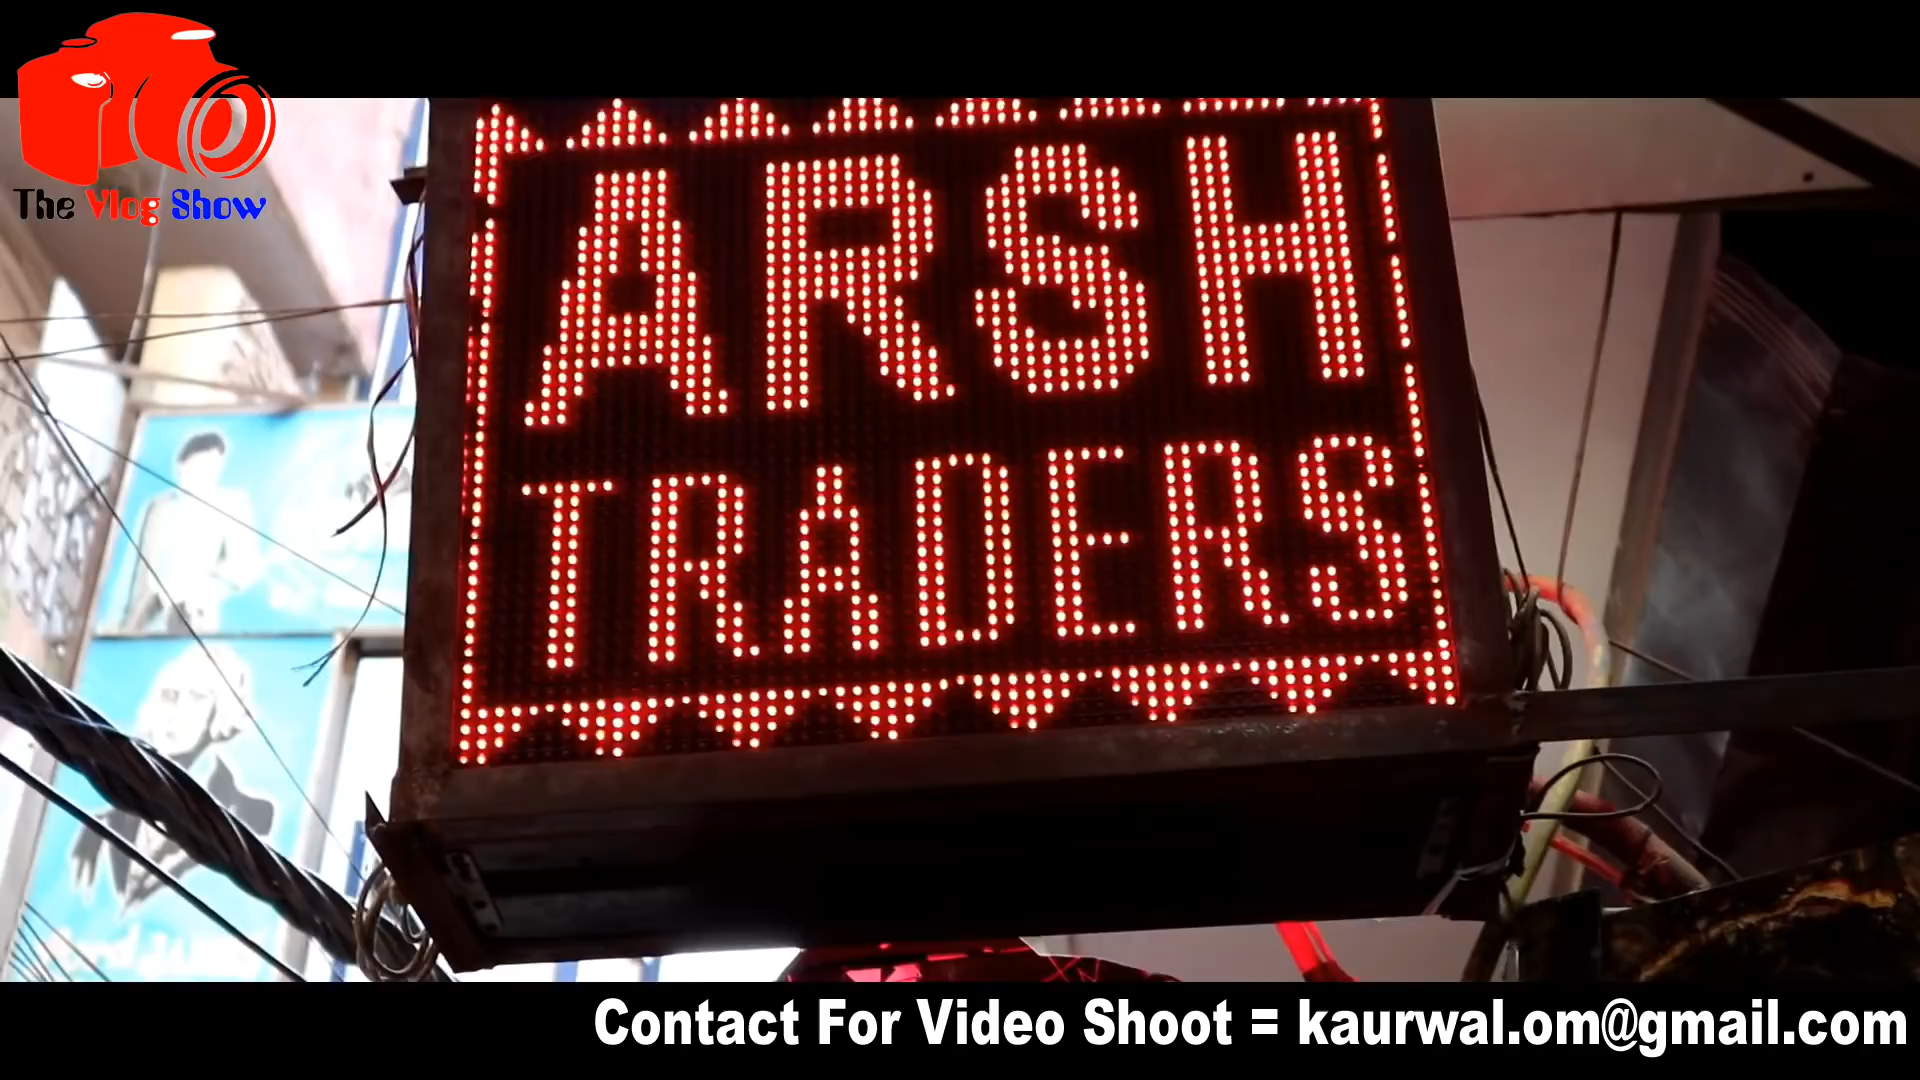 The Vlog Show
ARSH
TRADERS
Contact For Video Shoot = kaurwal.om@gmail.com